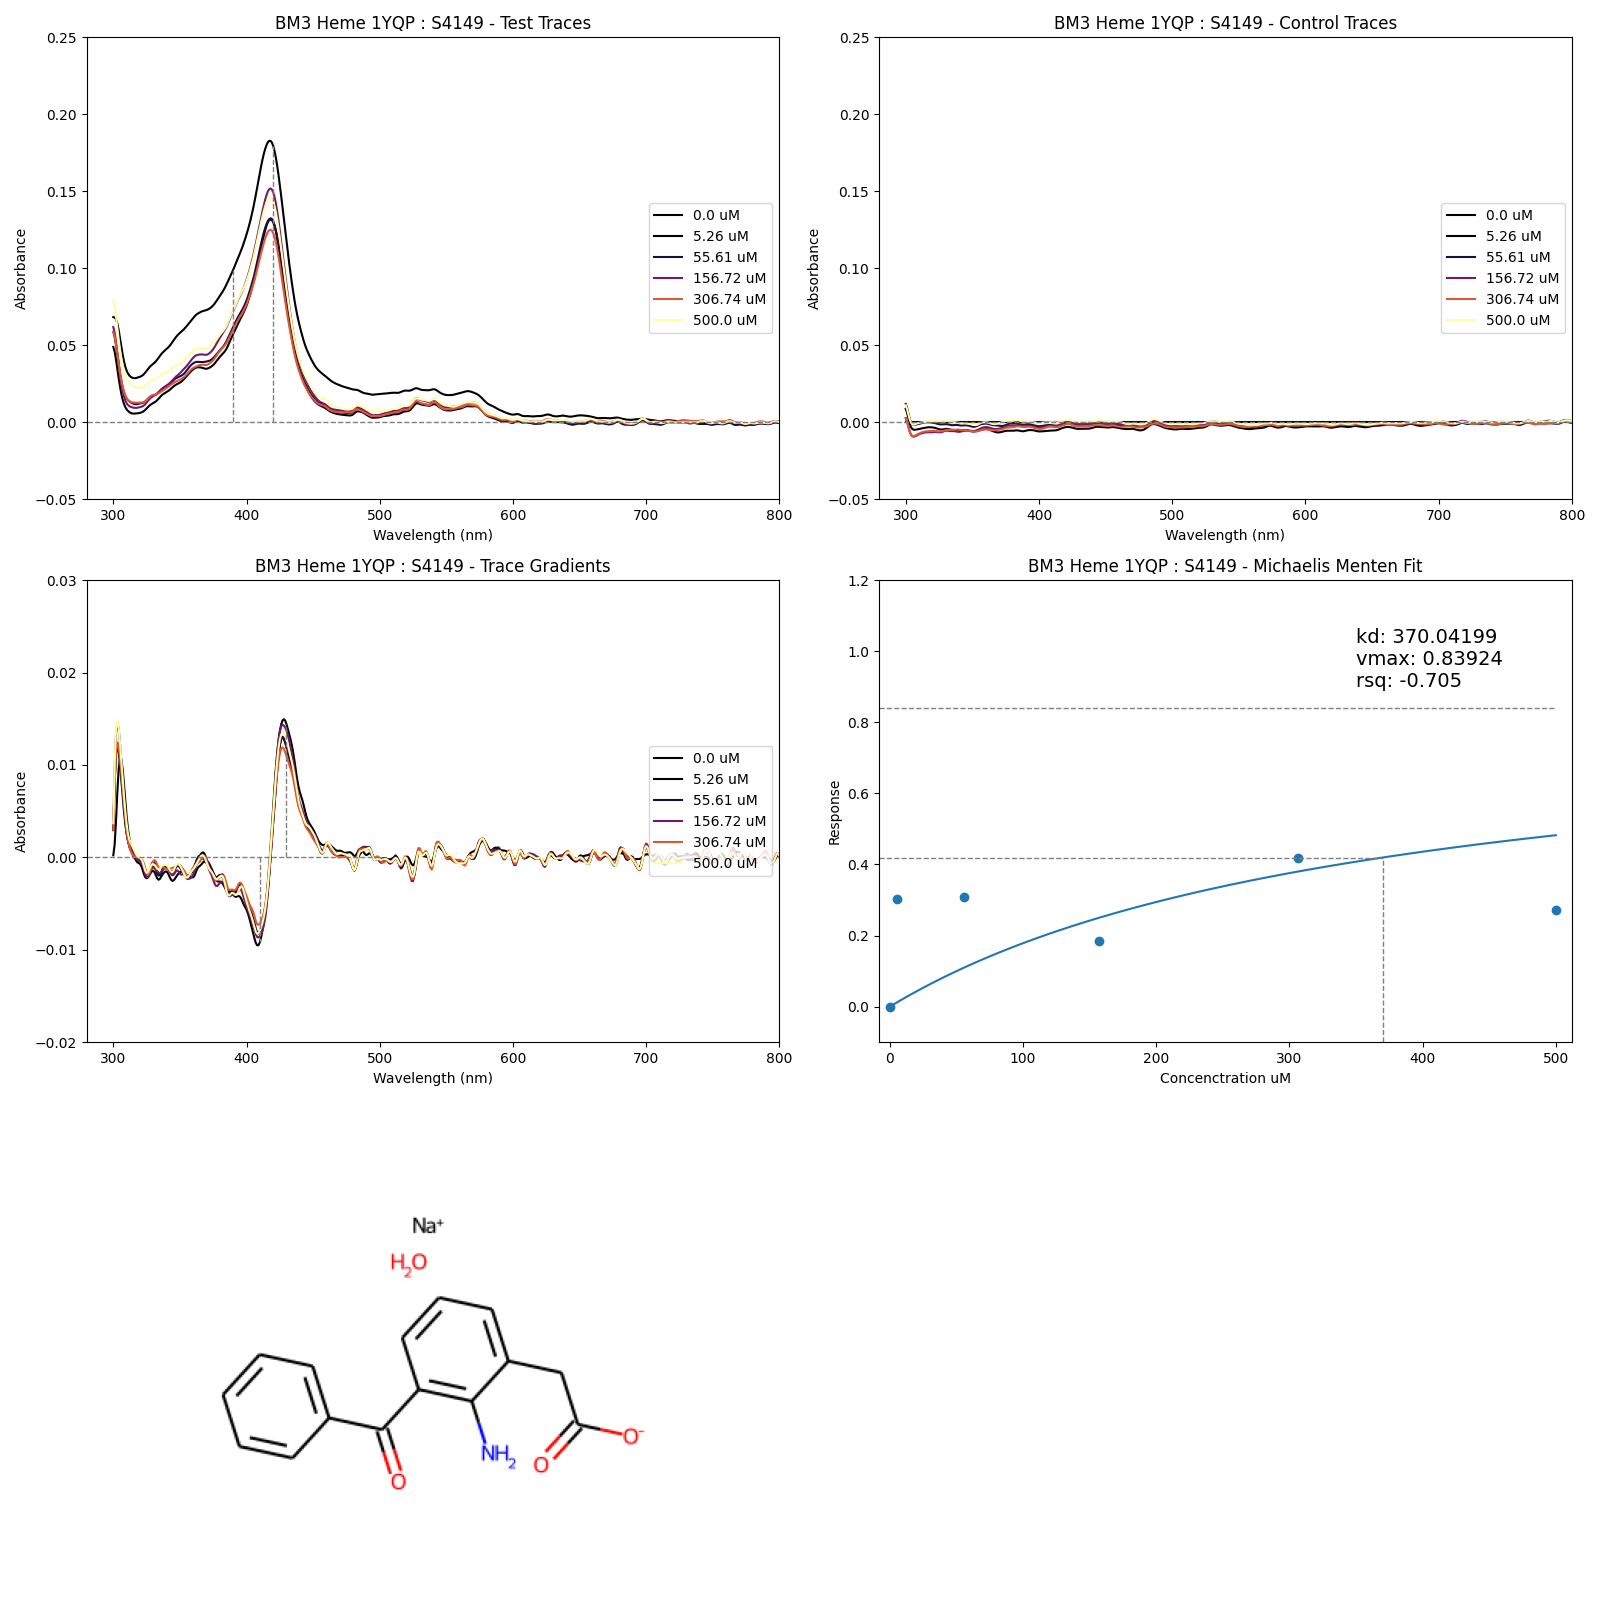 BM3 Heme 1YQP : S4149 - Test Traces
0.25
0.20
0.15
0.10
0.05
0.00
−0.05
Absorbance
300 400 500 600 700 800
Wavelength (nm)
0.0 uM
5.26 uM
55.61 uM
156.72 uM
306.74 uM
500.0 uM
BM3 Heme 1YQP : S4149 - Control Traces
0.25
0.20
0.15
0.10
0.05
0.00
−0.05
Absorbance
300 400 500 600 700 800
Wavelength (nm)
0.0 uM
5.26 uM
55.61 uM
156.72 uM
306.74 uM
500.0 uM
BM3 Heme 1YQP : S4149 - Trace Gradients
0.03
0.02
0.01
0.00
−0.01
−0.02
Absorbance
300 400 500 600 700 800
Wavelength (nm)
0.0 uM
5.26 uM
55.61 uM
156.72 uM
306.74 uM
500.0 uM
BM3 Heme 1YQP : S4149 - Michaelis Menten Fit
1.2
1.0
0.8
0.6
0.4
0.2
0.0
Response
kd: 370.04199
vmax: 0.83924
rsq: -0.705
0 100 200 300 400 500
Concenctration uM
Na+
H2O
O
NH2
O
O-